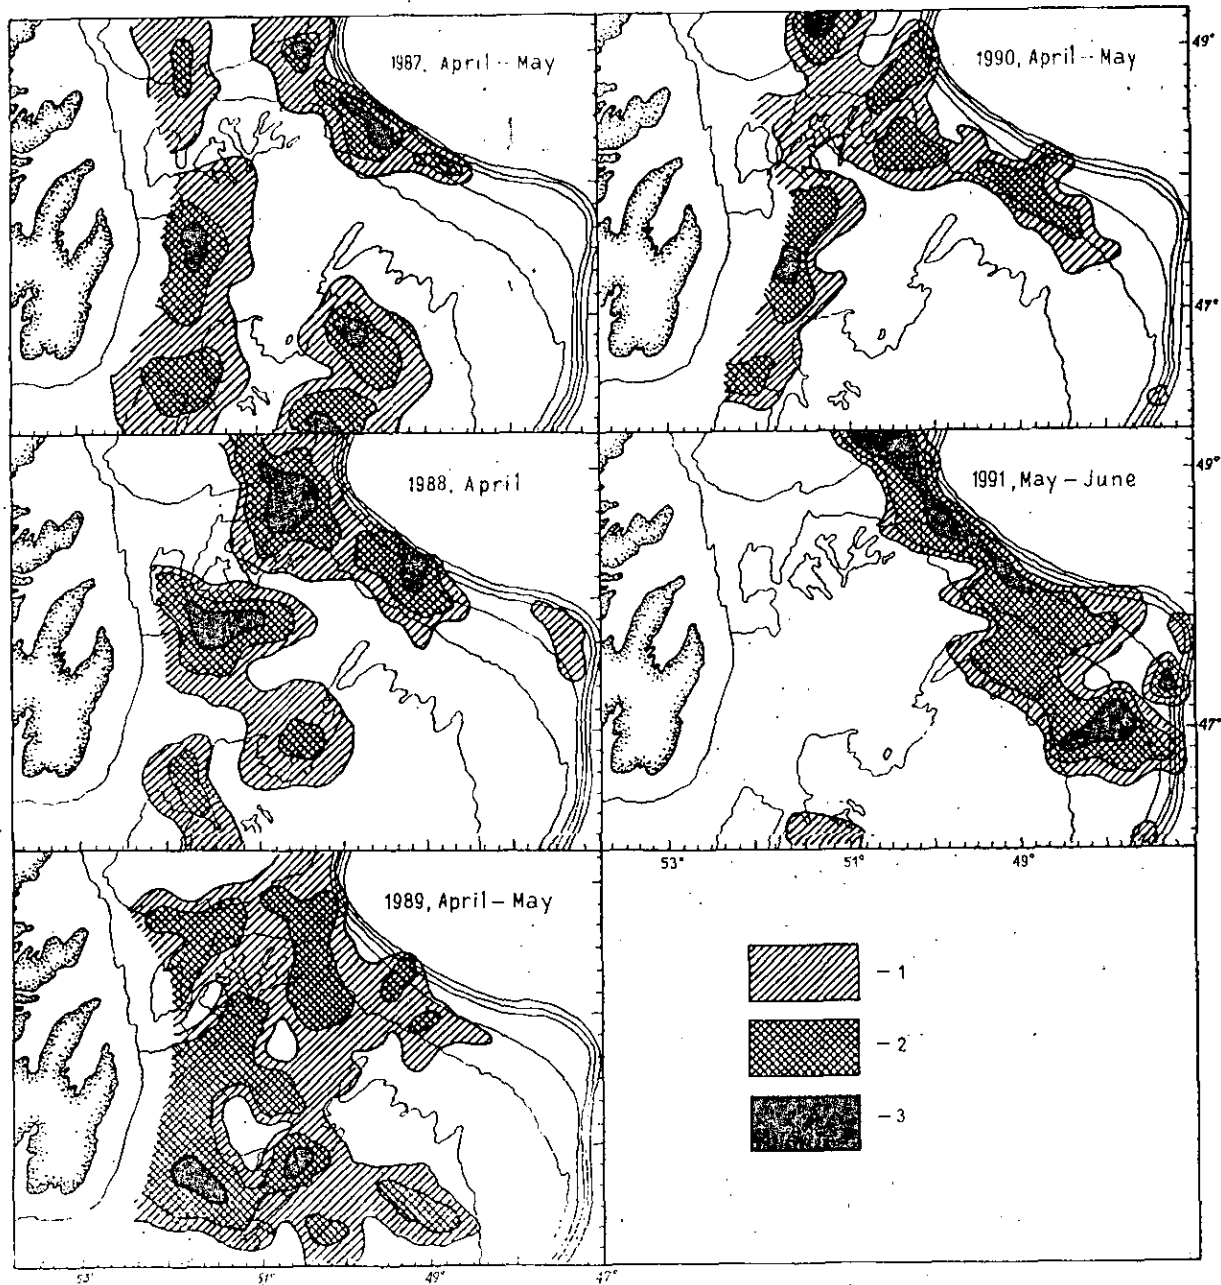 1987, April - May
1990, April - May
49°
47°
1988, April
1991, May - June
49°
47°
53° 51° 49°
1989, April - May
- 1
- 2
- 3
53° 51° 49° 47°